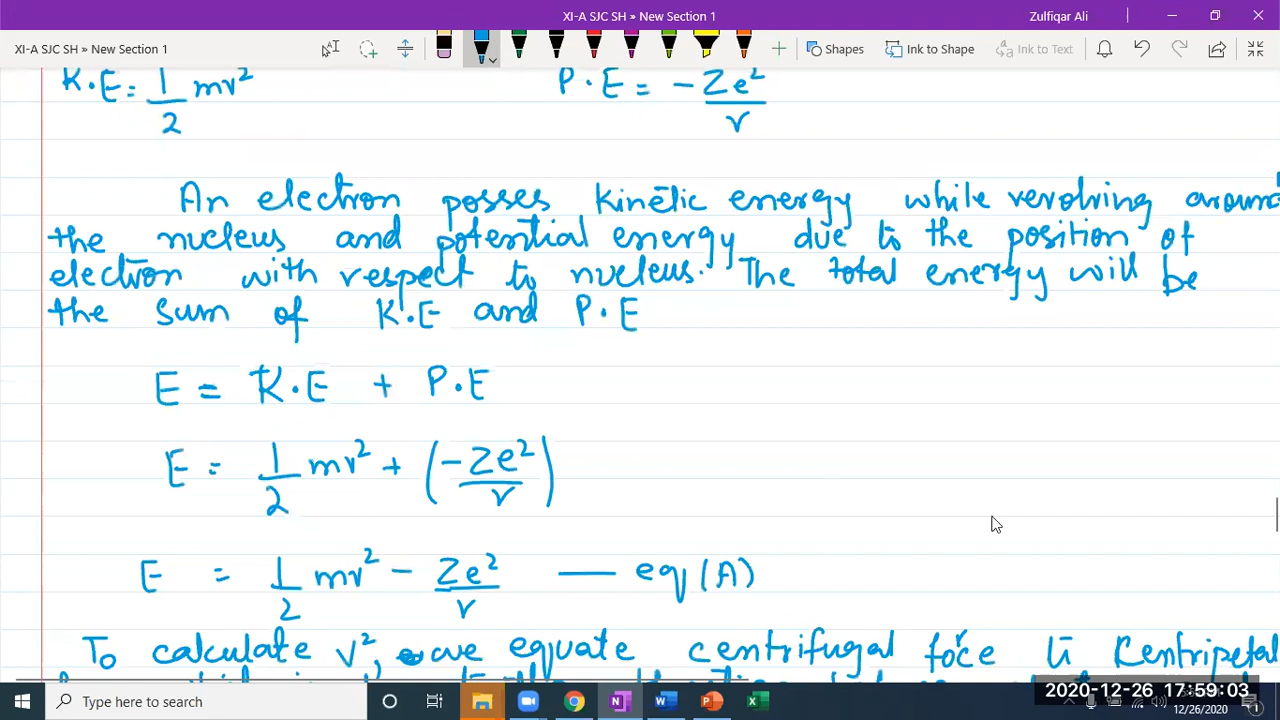 XI-A SJC SH » New Section 1
Zulfiqar Ali
XI-A SJC SH » New Section 1
Shapes
Ink to Shape
Ink to Text
K.E = 1/2 mv²
P.E = -Ze²/r
An electron posses kinetic energy while revolving around
the nucleus and potential energy due to the position of
electron with respect to nucleus. The total energy will be
the sum of K.E and P.E
E = K.E + P.E
E = 1/2 mv² + (-Ze²/r)
E = 1/2 mv² - Ze²/r — eq (A)
To calculate v², we equate centrifugal force to Centripetal
Type here to search
2020-12-26 17:59:03
12/26/2020